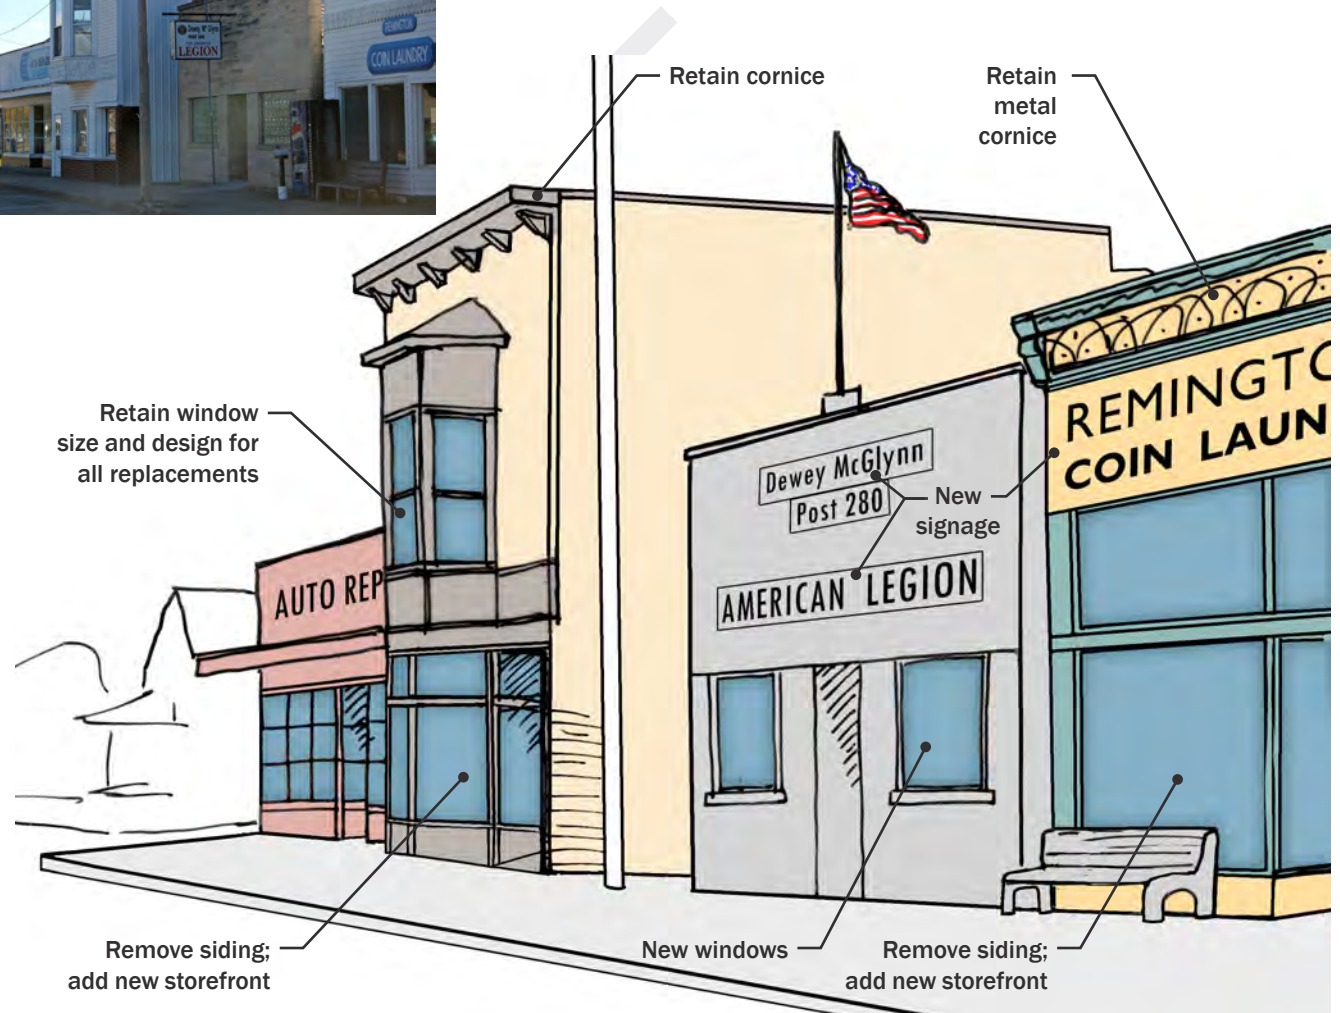 Dewey McGlynn
LEGION
REMINGTON
COIN LAUNDRY
Retain cornice
Retain
metal
cornice
Retain window
size and design for
all replacements
REMINGTO
COIN LAUN
Dewey McGlynn
Post 280
New
signage
AUTO REP
AMERICAN LEGION
Remove siding;
add new storefront
New windows
Remove siding;
add new storefront